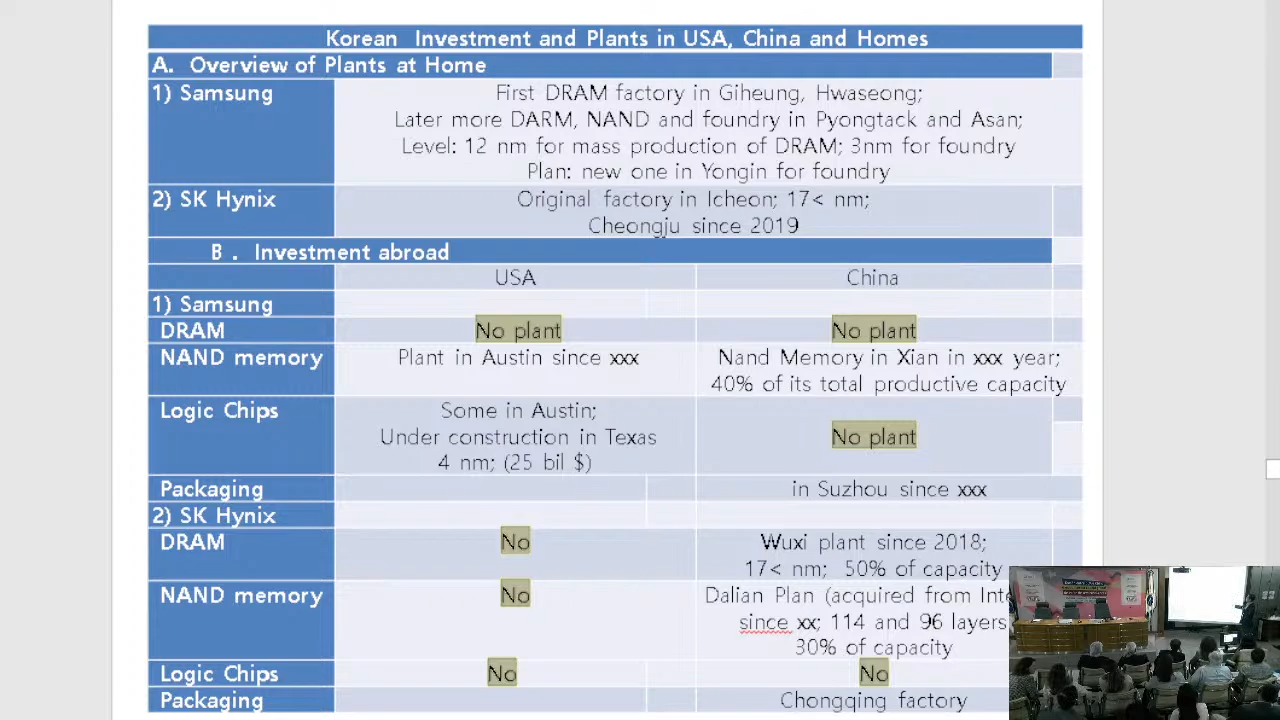 Korean Investment and Plants in USA, China and Homes
A. Overview of Plants at Home
1) Samsung
First DRAM factory in Giheung, Hwaseong;
Later more DARM, NAND and foundry in Pyongtack and Asan;
Level: 12 nm for mass production of DRAM; 3nm for foundry
Plan: new one in Yongin for foundry
2) SK Hynix
Original factory in Icheon; 17< nm;
Cheongju since 2019
B . Investment abroad
USA
China
1) Samsung
DRAM
No plant
No plant
NAND memory
Plant in Austin since xxx
Nand Memory in Xian in xxx year;
40% of its total productive capacity
Logic Chips
Some in Austin;
Under construction in Texas
4 nm; (25 bil $)
No plant
Packaging
in Suzhou since xxx
2) SK Hynix
DRAM
No
Wuxi plant since 2018;
17< nm; 50% of capacity
NAND memory
No
Dalian Plan (acquired from Inte
since xx; 114 and 96 layers
30% of capacity
Logic Chips
No
No
Packaging
Chongqing factory